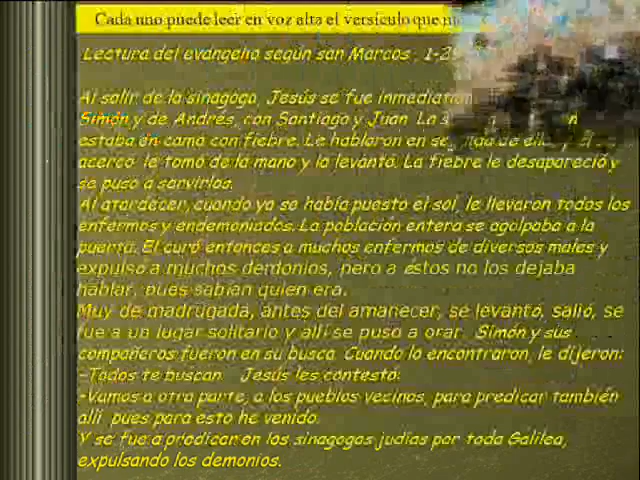 Cada uno puede leer en voz alta el versículo que
Lectura del evangelio según san Marcos : 1-29
Al salir de la sinagoga, Jesús se fue
Simón y de Andrés, con Santiago y Juan. La
estaba en cama con fiebre. Le hablaron en
acercó, la tomó de la mano y la levantó. La fiebre le desapareció y
se puso a servirlos.
Al atardecer, cuando ya se había puesto el sol, le llevaron todos los
enfermos y endemoniados. La población entera se agolpaba a la
puerta. El curó entonces a muchos enfermos de diversos males y
expulsó a muchos demonios, pero a éstos no los dejaba
hablar, pues sabían quien era.
Muy de madrugada, antes del amanecer, se levantó, salió, se
fue a un lugar solitario y allí se puso a orar. Simón y sus
compañeros fueron en su busca. Cuando lo encontraron, le dijeron:
-Todos te buscan. Jesús les contestó:
-Vamos a otra parte, a los pueblos vecinos, para predicar también
allí, pues para esto he venido.
Y se fue a predicar en las sinagogas judías por toda Galilea,
expulsando los demonios.